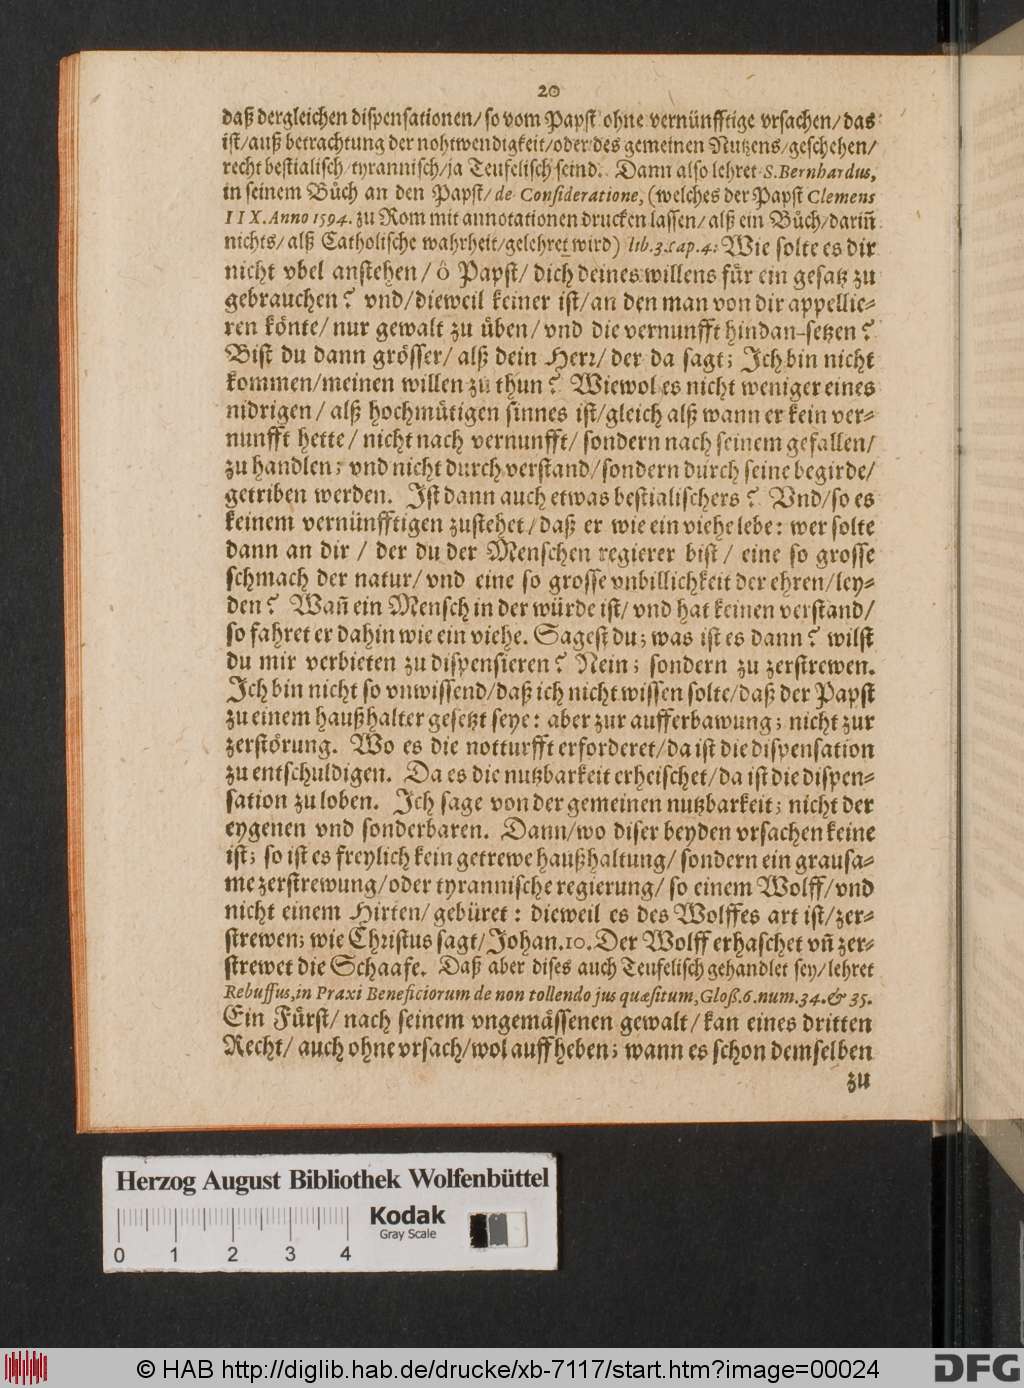 20
daß dergleichen dispensationen/ so vom Papst ohne vernünfftige vrsachen/ das
ist/ auß betrachtung der nohtwendigkeit/ oder des gemeinen Nutzens/ geschehen/
recht bestialisch/ tyrannisch/ ja Teufelisch seind. Dann also lehret S. Bernhardus,
in seinem Bůch an den Papst/ de Consideratione, (welches der Papst Clemens
IIX. Anno 1594. zu Rom mit annotationen drucken lassen/ alß ein Bůch/ dariñ
nichts/ alß Catholische wahrheit/ gelehret wird) lib. 3. cap. 4: Wie solte es dir
nicht vbel anstehen/ ô Papst/ dich deines willens für ein gesatz zu
gebrauchen? vnd/ dieweil keiner ist/ an den man von dir appellie-
ren könte/ nur gewalt zu üben/ vnd die vernunfft hindan-setzen?
Bist du dann grösser/ alß dein Herr/ der da sagt; Ich bin nicht
kommen/ meinen willen zu thun? Wiewol es nicht weniger eines
nidrigen/ alß hochmütigen sinnes ist/ gleich alß wann er kein ver-
nunfft hette/ nicht nach vernunfft/ sondern nach seinem gefallen/
zu handlen; vnd nicht durch verstand/ sondern durch seine begirde/
getriben werden. Ist dann auch etwas bestialischers? Vnd/ so es
keinem vernünfftigen zustehet/ daß er wie ein viehe lebe: wer solte
dann an dir/ der du der Menschen regierer bist/ eine so grosse
schmach der natur/ vnd eine so grosse vnbillichkeit der ehren/ ley-
den? Wañ ein Mensch in der würde ist/ vnd hat keinen verstand/
so fahret er dahin wie ein viehe. Sagest du; was ist es dann? wilst
du mir verbieten zu dispensieren? Nein; sondern zu zerstrewen.
Ich bin nicht so vnwissend/ daß ich nicht wissen solte/ daß der Papst
zu einem haußhalter gesetzt seye: aber zur aufferbawung; nicht zur
zerstörung. Wo es die notturfft erforderet/ da ist die dispensation
zu entschuldigen. Da es die nutzbarkeit erheischet/ da ist die dispen-
sation zu loben. Ich sage von der gemeinen nutzbarkeit; nicht der
eygenen vnd sonderbaren. Dann/ wo diser beyden vrsachen keine
ist; so ist es freylich kein getrewe haußhaltung/ sondern ein grausa-
me zerstrewung/ oder tyrannische regierung/ so einem Wolff/ vnd
nicht einem Hirten/ gebüret: dieweil es des Wolffes art ist/ zer-
strewen; wie Christus sagt/ Johan. 10. Der Wolff erhaschet vñ zer-
strewet die Schaafe. Daß aber dises auch Teufelisch gehandlet sey/ lehret
Rebuffus, in Praxi Beneficiorum de non tollendo jus quæsitum, Gloß. 6. num. 34. & 35.
Ein Fürst/ nach seinem vngemässenen gewalt/ kan eines dritten
Recht/ auch ohne vrsach/ wol auffheben; wann es schon demselben
zu
Herzog August Bibliothek Wolfenbüttel
Kodak
Gray Scale
0 1 2 3 4
© HAB http://diglib.hab.de/drucke/xb-7117/start.htm?image=00024
DFG